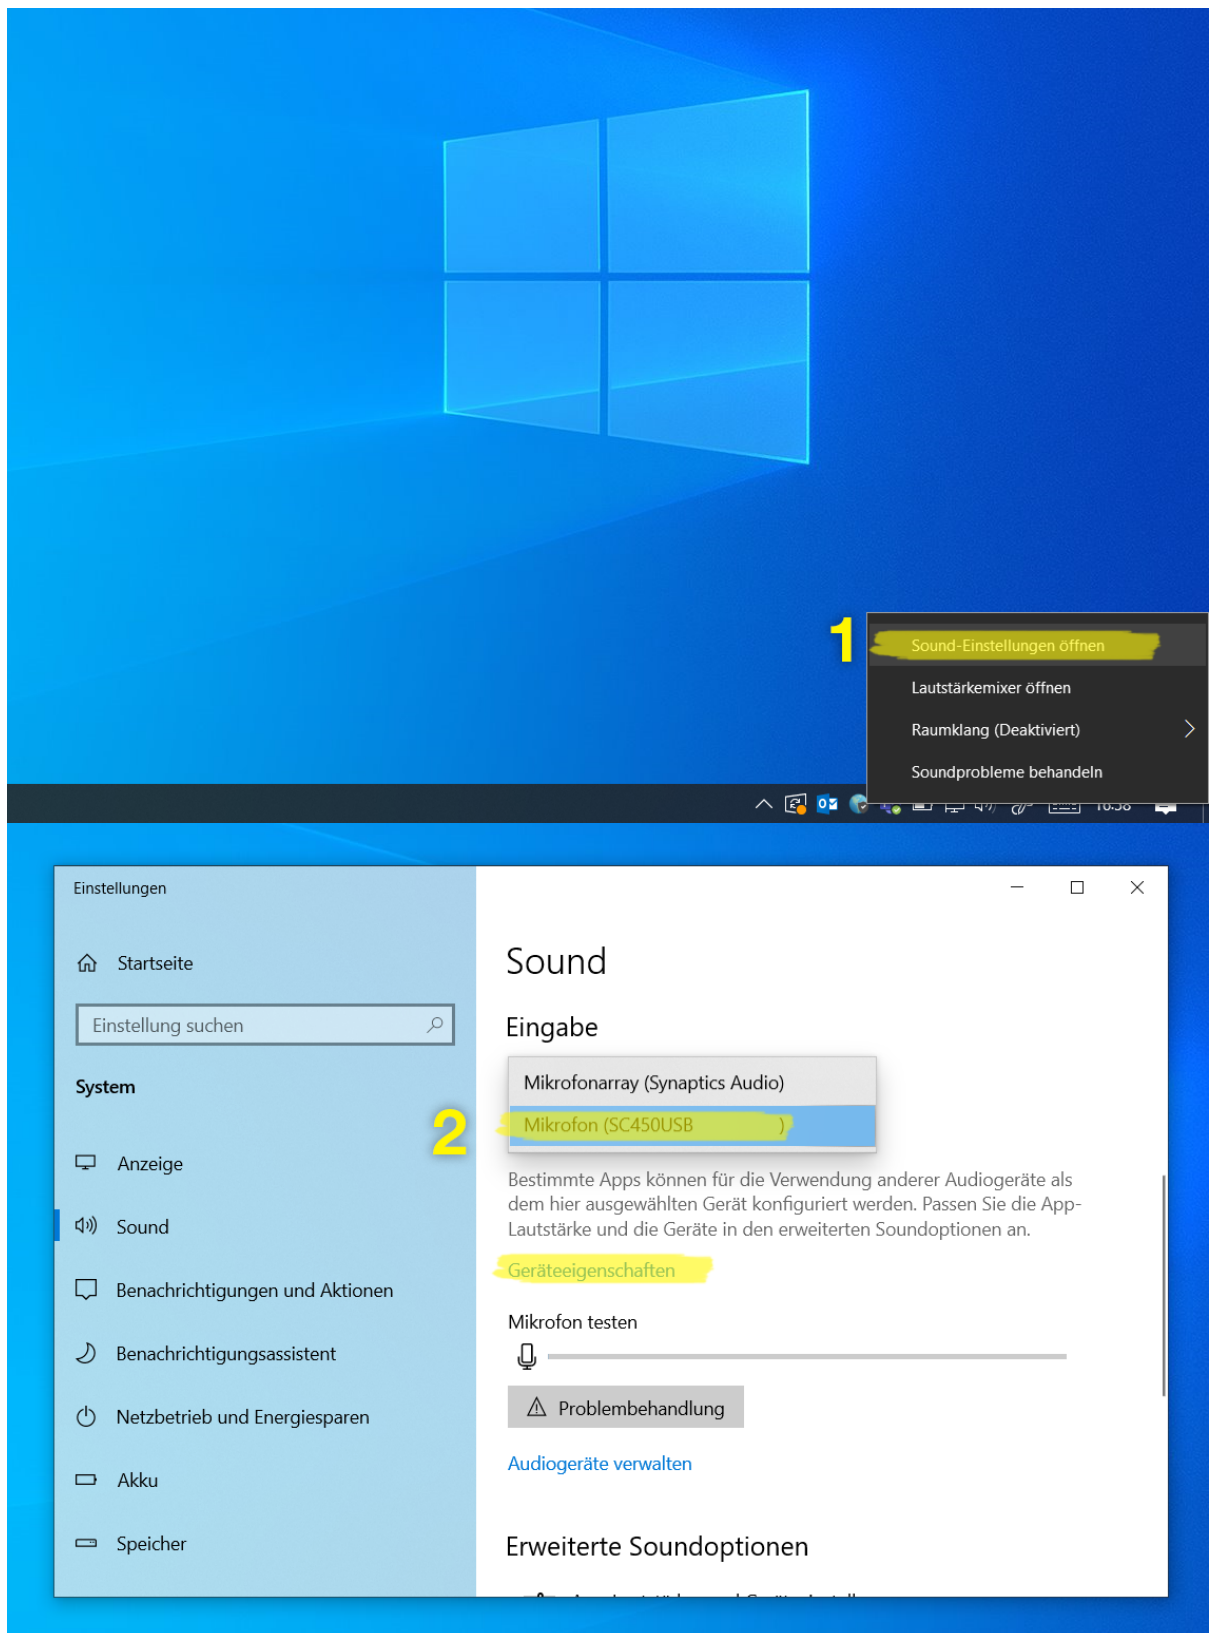 1
Sound-Einstellungen öffnen
Lautstärkemixer öffnen
Raumklang (Deaktiviert)
Soundprobleme behandeln
16:58
Einstellungen
Startseite
Einstellung suchen
System
Anzeige
Sound
Benachrichtigungen und Aktionen
Benachrichtigungsassistent
Netzbetrieb und Energiesparen
Akku
Speicher
Sound
Eingabe
Mikrofonarray (Synaptics Audio)
2
Mikrofon (SC450USB )
Bestimmte Apps können für die Verwendung anderer Audiogeräte als
dem hier ausgewählten Gerät konfiguriert werden. Passen Sie die App-
Lautstärke und die Geräte in den erweiterten Soundoptionen an.
Geräteeigenschaften
Mikrofon testen
Problembehandlung
Audiogeräte verwalten
Erweiterte Soundoptionen